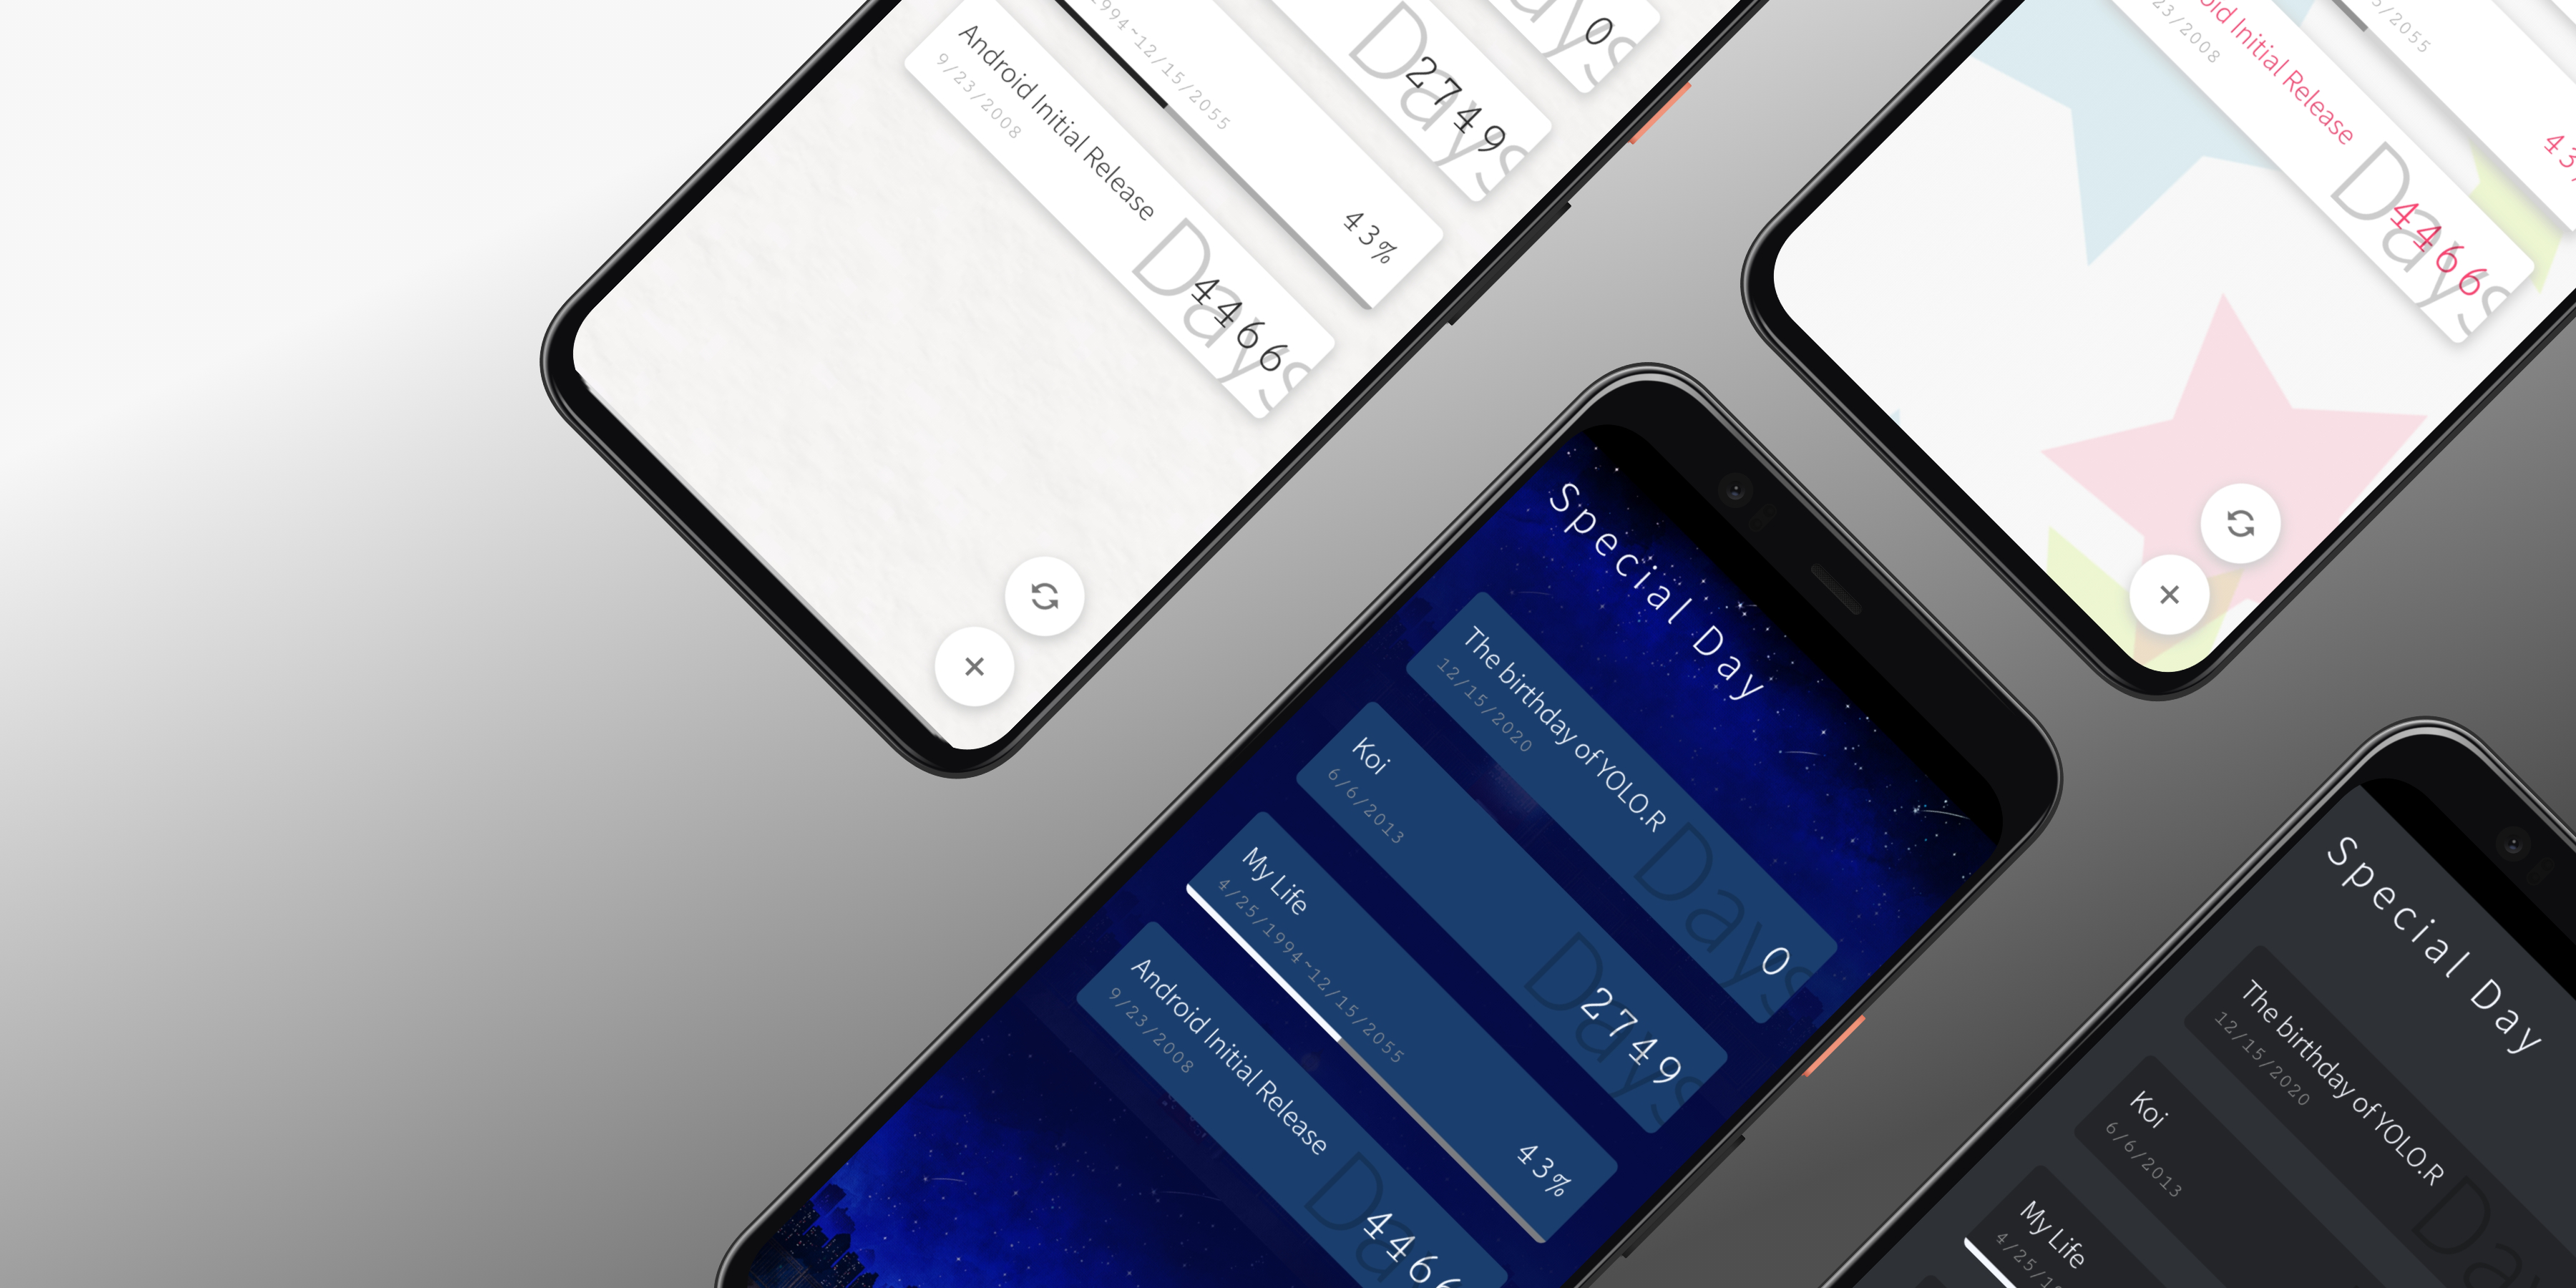 Days
0
Days
2749
1994~12/15/2055
43%
Android Initial Release
9/23/2008
Days
4466
5/2055
43%
oid Initial Release
23/2008
Days
4466
Special Day
The birthday of YOLO.R
12/15/2020
Days
0
Koi
6/6/2013
Days
2749
My Life
4/25/1994~12/15/2055
43%
Android Initial Release
9/23/2008
Days
4466
Special Day
The birthday of YOLO.R
12/15/2020
Days
Koi
6/6/2013
My Life
4/25/19